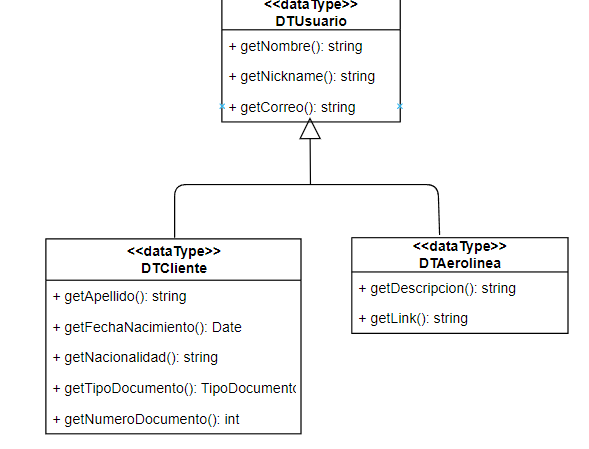 <<dataType>>
DTUsuario
+ getNombre(): string
+ getNickname(): string
+ getCorreo(): string
<<dataType>>
DTCliente
+ getApellido(): string
+ getFechaNacimiento(): Date
+ getNacionalidad(): string
+ getTipoDocumento(): TipoDocumento
+ getNumeroDocumento(): int
<<dataType>>
DTAerolinea
+ getDescripcion(): string
+ getLink(): string